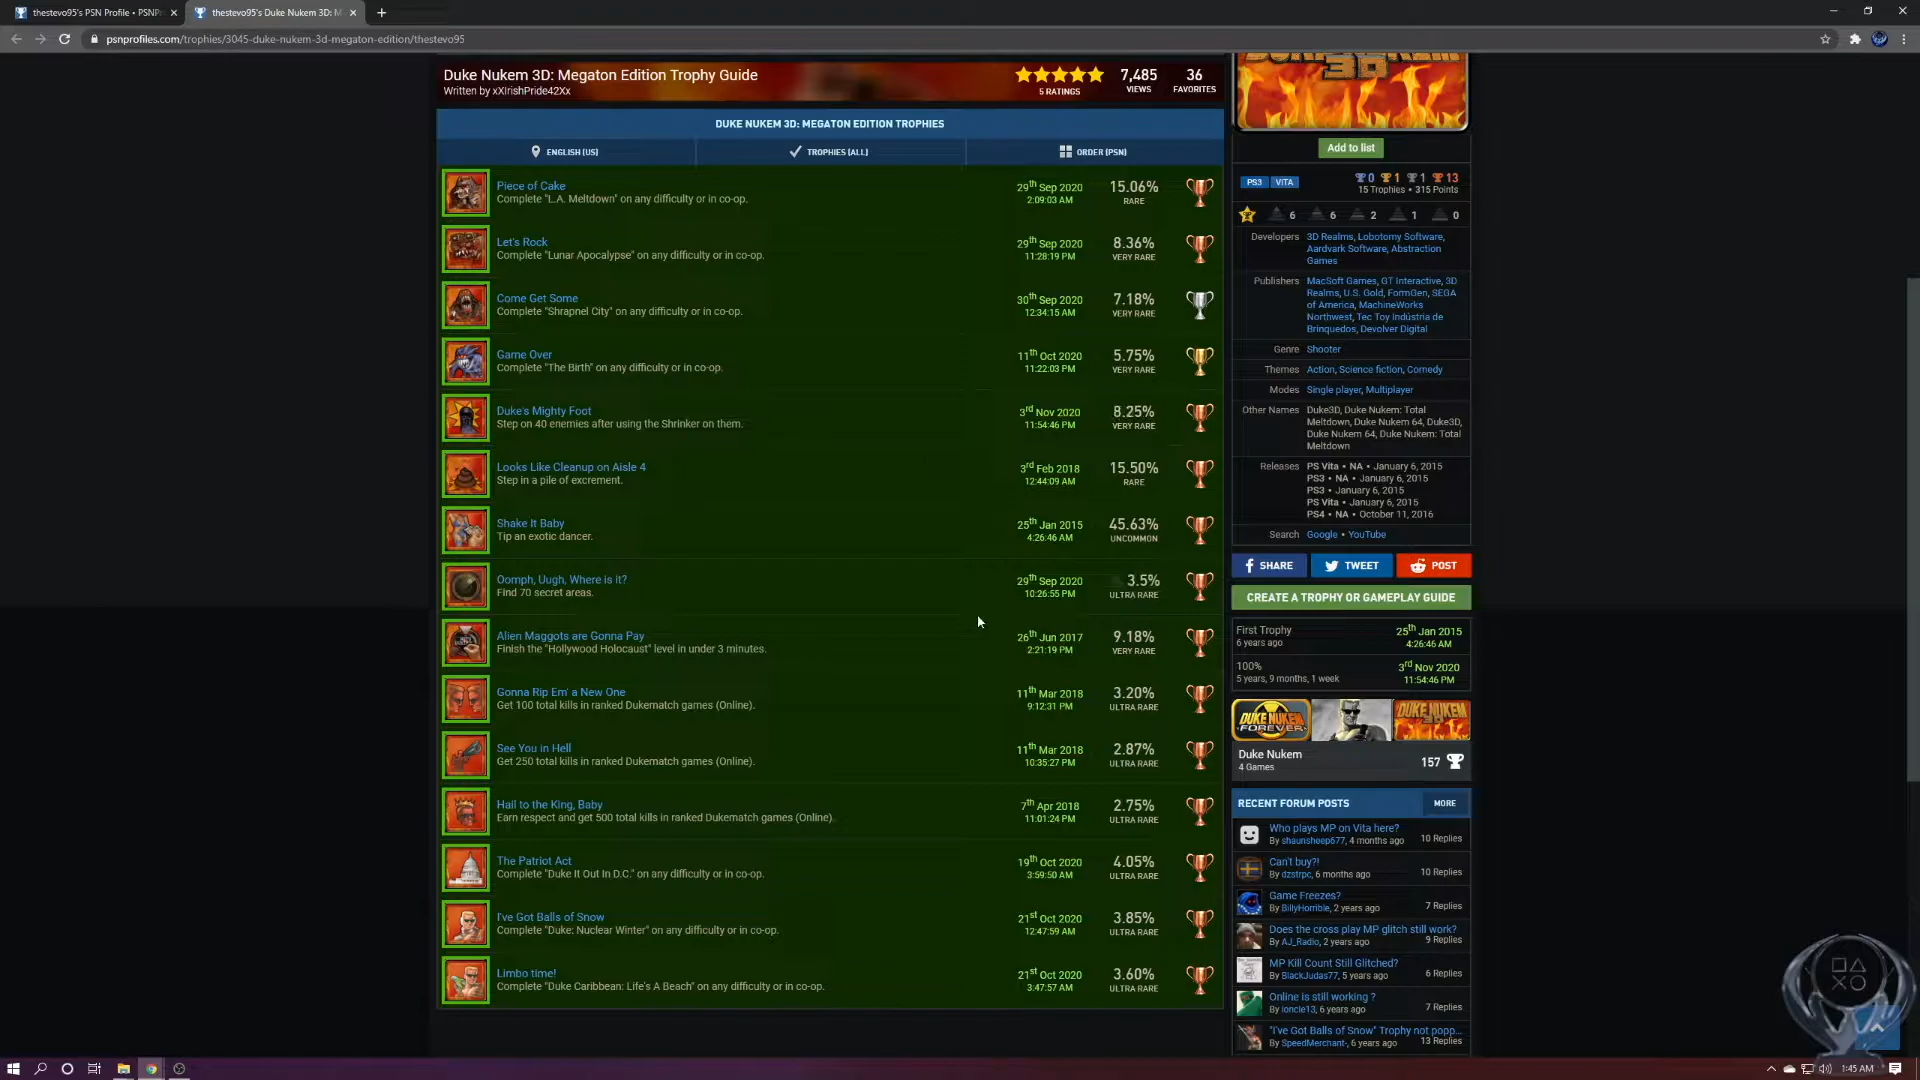 thestevo95's PSN Profile • PSNPr
thestevo95's Duke Nukem 3D: M
psnprofiles.com/trophies/3045-duke-nukem-3d-megaton-edition/thestevo95
Duke Nukem 3D: Megaton Edition Trophy Guide
Written by xXIrishPride42Xx
5 RATINGS
7,485
VIEWS
36
FAVORITES
DUKE NUKEM 3D: MEGATON EDITION TROPHIES
ENGLISH (US)
TROPHIES (ALL)
ORDER (PSN)
Piece of Cake
Complete "L.A. Meltdown" on any difficulty or in co-op.
29th Sep 2020
2:09:03 AM
15.06%
RARE
Let's Rock
Complete "Lunar Apocalypse" on any difficulty or in co-op.
29th Sep 2020
11:28:19 PM
8.36%
VERY RARE
Come Get Some
Complete "Shrapnel City" on any difficulty or in co-op.
30th Sep 2020
12:34:15 AM
7.18%
VERY RARE
Game Over
Complete "The Birth" on any difficulty or in co-op.
11th Oct 2020
11:22:03 PM
5.75%
VERY RARE
Duke's Mighty Foot
Step on 40 enemies after using the Shrinker on them.
3rd Nov 2020
11:54:46 PM
8.25%
VERY RARE
Looks Like Cleanup on Aisle 4
Step in a pile of excrement.
3rd Feb 2018
12:44:09 AM
15.50%
RARE
Shake It Baby
Tip an exotic dancer.
25th Jan 2015
4:26:46 AM
45.63%
UNCOMMON
Oomph, Uugh, Where is it?
Find 70 secret areas.
29th Sep 2020
10:26:55 PM
3.5%
ULTRA RARE
Alien Maggots are Gonna Pay
Finish the "Hollywood Holocaust" level in under 3 minutes.
26th Jun 2017
2:21:19 PM
9.18%
VERY RARE
Gonna Rip Em' a New One
Get 100 total kills in ranked Dukematch games (Online).
11th Mar 2018
9:12:31 PM
3.20%
ULTRA RARE
See You in Hell
Get 250 total kills in ranked Dukematch games (Online).
11th Mar 2018
10:35:27 PM
2.87%
ULTRA RARE
Hail to the King, Baby
Earn respect and get 500 total kills in ranked Dukematch games (Online).
7th Apr 2018
11:01:24 PM
2.75%
ULTRA RARE
The Patriot Act
Complete "Duke It Out In D.C." on any difficulty or in co-op.
19th Oct 2020
3:59:50 AM
4.05%
ULTRA RARE
I've Got Balls of Snow
Complete "Duke: Nuclear Winter" on any difficulty or in co-op.
21st Oct 2020
12:47:59 AM
3.85%
ULTRA RARE
Limbo time!
Complete "Duke Caribbean: Life's A Beach" on any difficulty or in co-op.
21st Oct 2020
3:47:57 AM
3.60%
ULTRA RARE
3D
Add to list
PS3 VITA
0 1 1 13
15 Trophies • 315 Points
6 6 2 1 0
Developers 3D Realms, Lobotomy Software,
Aardvark Software, Abstraction
Games
Publishers MacSoft Games, GT Interactive, 3D
Realms, U.S. Gold, FormGen, SEGA
of America, MachineWorks
Northwest, Tec Toy Indústria de
Brinquedos, Devolver Digital
Genre Shooter
Themes Action, Science fiction, Comedy
Modes Single player, Multiplayer
Other Names Duke3D, Duke Nukem: Total
Meltdown, Duke Nukem 64, Duke3D,
Duke Nukem 64, Duke Nukem: Total
Meltdown
Releases PS Vita • NA • January 6, 2015
PS3 • NA • January 6, 2015
PS3 • January 6, 2015
PS Vita • January 6, 2015
PS4 • NA • October 11, 2016
Search Google • YouTube
SHARE
TWEET
POST
CREATE A TROPHY OR GAMEPLAY GUIDE
First Trophy
6 years ago
25th Jan 2015
4:26:46 AM
100%
5 years, 9 months, 1 week
3rd Nov 2020
11:54:46 PM
DUKE NUKEM FOREVER
DUKE NUKEM 3D
Duke Nukem
4 Games
157
RECENT FORUM POSTS
MORE
Who plays MP on Vita here?
By shaunsheep677, 4 months ago
10 Replies
Can't buy?!
By dzstrpc, 6 months ago
10 Replies
Game Freezes?
By BillyHorrible, 2 years ago
7 Replies
Does the cross play MP glitch still work?
By AJ_Radio, 2 years ago
9 Replies
MP Kill Count Still Glitched?
By BlackJudas77, 5 years ago
6 Replies
Online is still working ?
By ioncle13, 6 years ago
7 Replies
"I've Got Balls of Snow" Trophy not popp...
By SpeedMerchant-, 6 years ago
13 Replies
1:45 AM